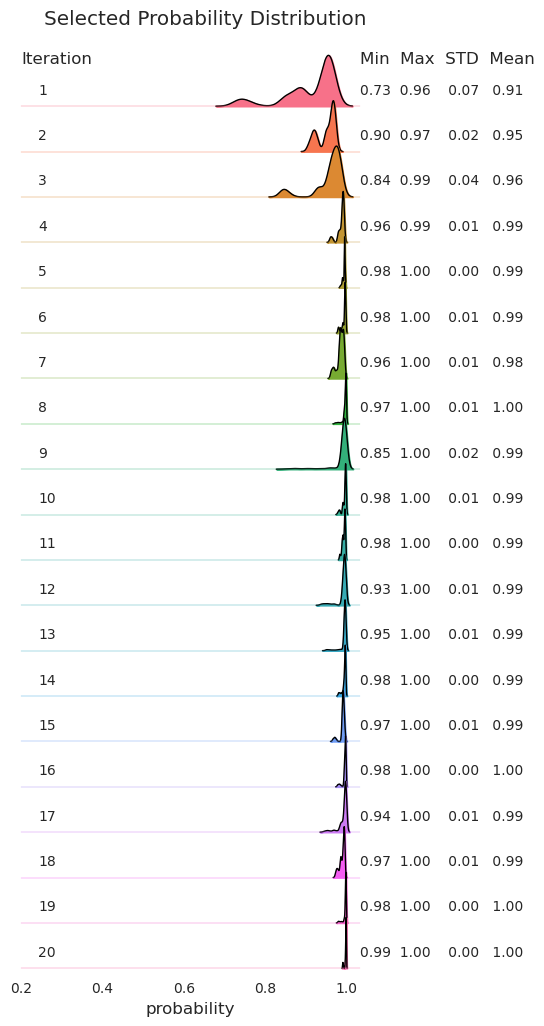 Selected Probability Distribution
Iteration Min Max STD Mean
1 0.73 0.96 0.07 0.91
2 0.90 0.97 0.02 0.95
3 0.84 0.99 0.04 0.96
4 0.96 0.99 0.01 0.99
5 0.98 1.00 0.00 0.99
6 0.98 1.00 0.01 0.99
7 0.96 1.00 0.01 0.98
8 0.97 1.00 0.01 1.00
9 0.85 1.00 0.02 0.99
10 0.98 1.00 0.01 0.99
11 0.98 1.00 0.00 0.99
12 0.93 1.00 0.01 0.99
13 0.95 1.00 0.01 0.99
14 0.98 1.00 0.00 0.99
15 0.97 1.00 0.01 0.99
16 0.98 1.00 0.00 1.00
17 0.94 1.00 0.01 0.99
18 0.97 1.00 0.01 0.99
19 0.98 1.00 0.00 1.00
20 0.99 1.00 0.00 1.00
0.2 0.4 0.6 0.8 1.0
probability